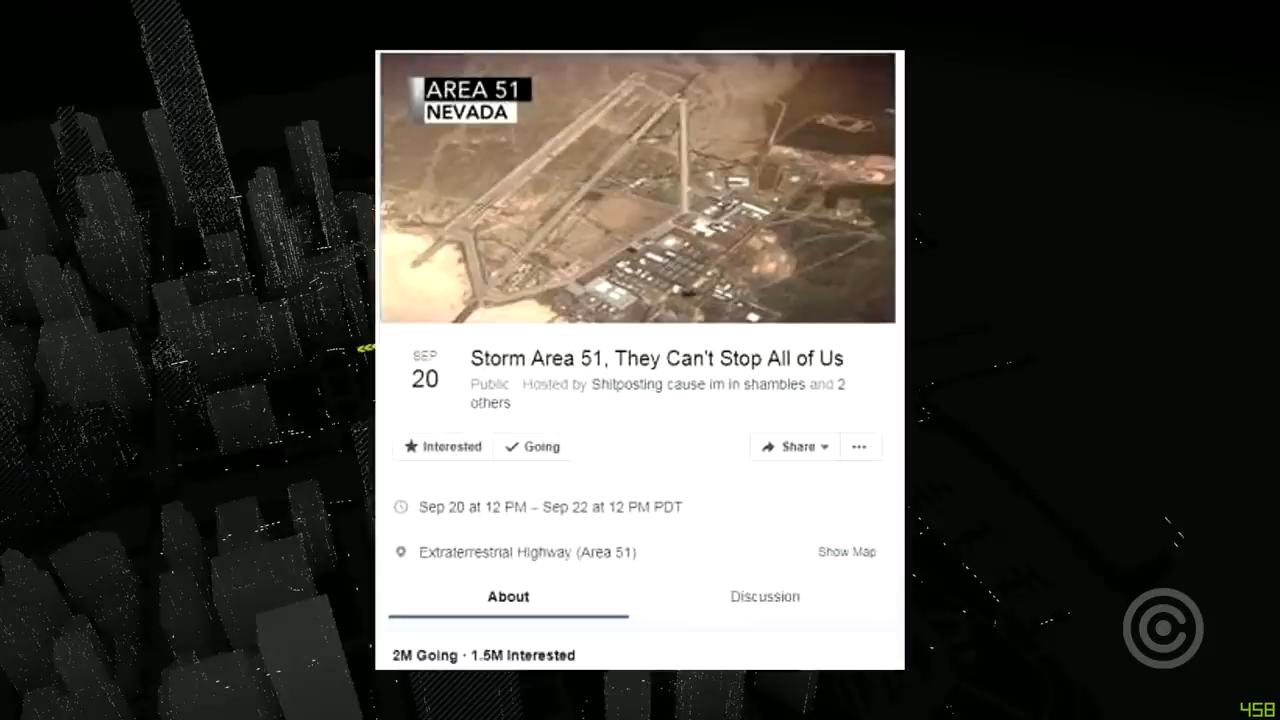 AREA 51
NEVADA
SEP
20
Storm Area 51, They Can't Stop All of Us
Public Hosted by Shitposting cause im in shambles and 2
others
Interested
Going
Share
Sep 20 at 12 PM – Sep 22 at 12 PM PDT
Extraterrestrial Highway (Area 51)
Show Map
About
Discussion
2M Going · 1.5M Interested
458